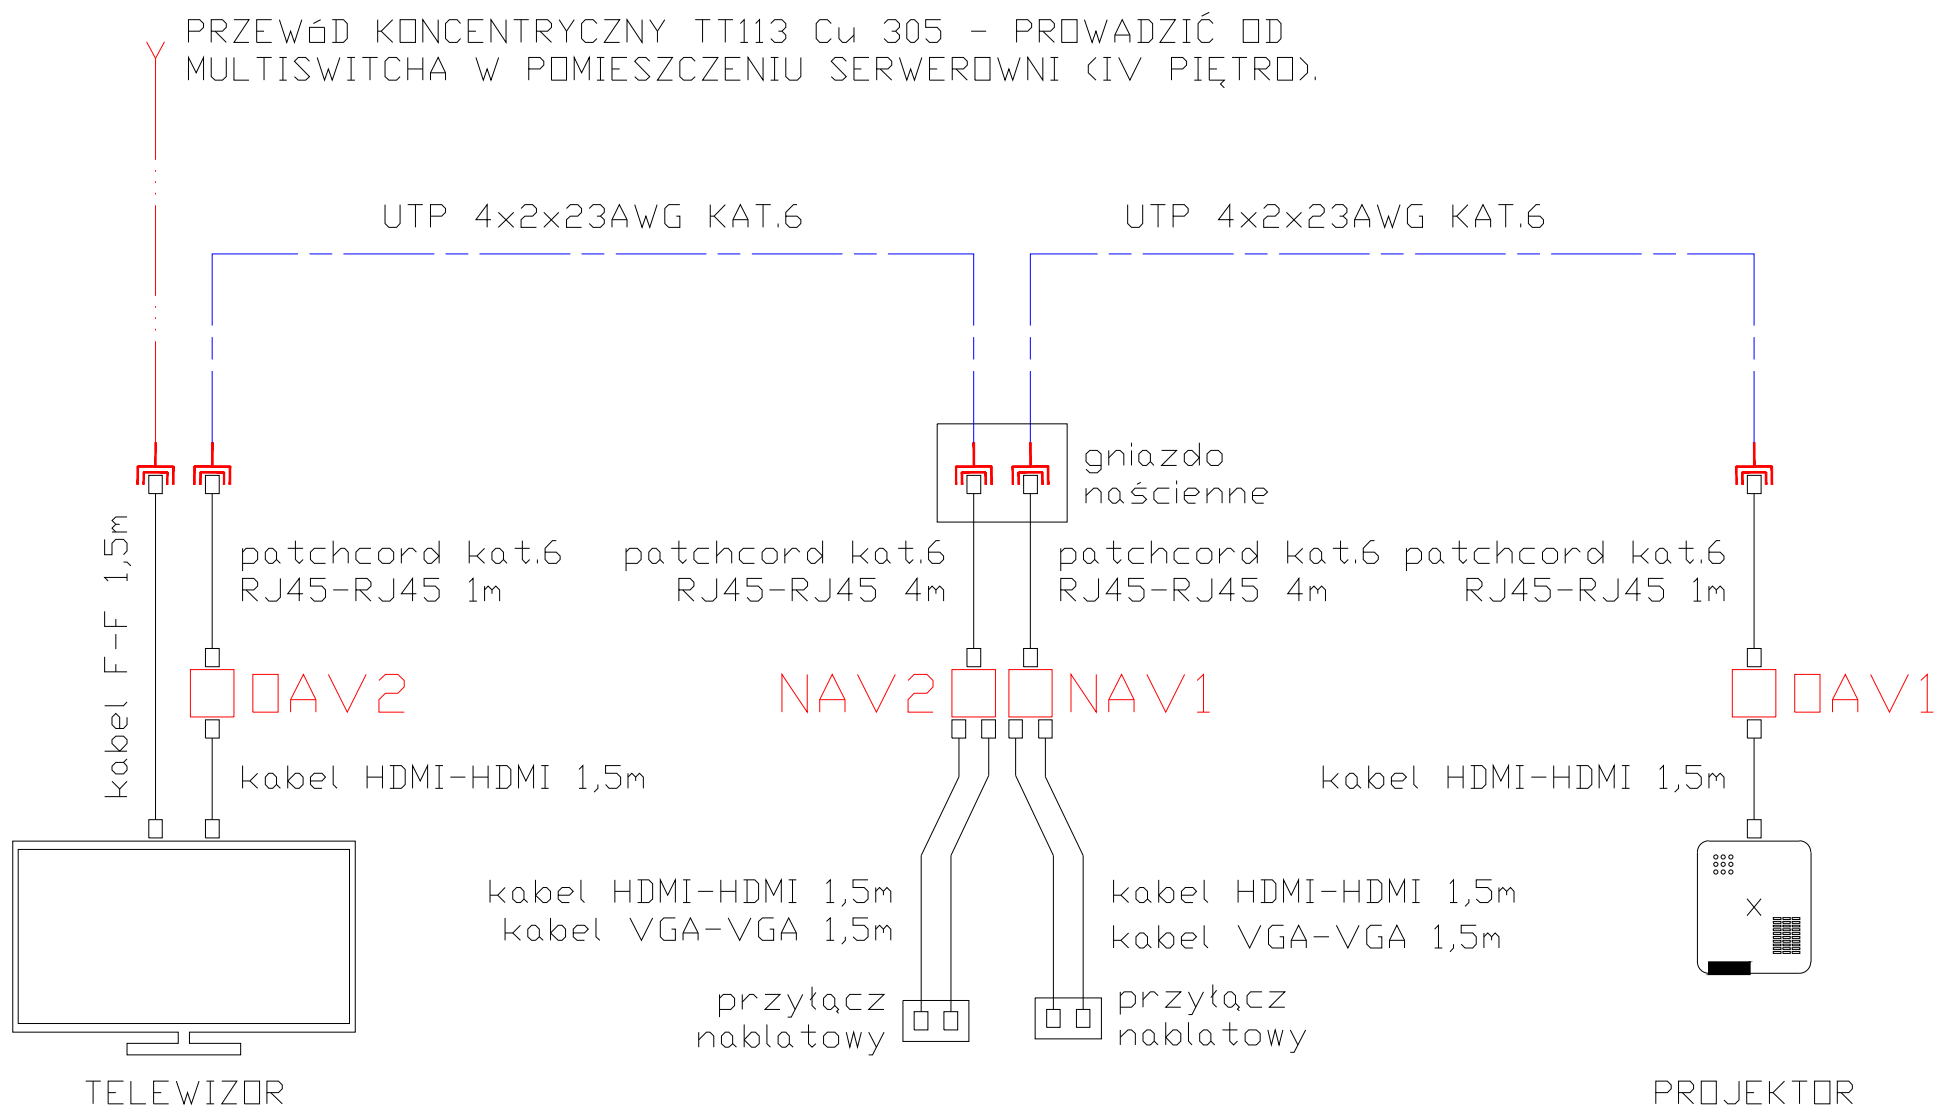 PRZEWóD KONCENTRYCZNY TT113 Cu 305 - PROWADZIĆ OD
MULTISWITCHA W POMIESZCZENIU SERWEROWNI (IV PIĘTRO).
UTP 4x2x23AWG KAT.6
UTP 4x2x23AWG KAT.6
gniazdo
naścienne
kabel F-F 1,5m
patchcord kat.6
RJ45-RJ45 1m
patchcord kat.6
RJ45-RJ45 4m
patchcord kat.6
RJ45-RJ45 4m
patchcord kat.6
RJ45-RJ45 1m
OAV2
NAV2
NAV1
OAV1
kabel HDMI-HDMI 1,5m
kabel HDMI-HDMI 1,5m
kabel HDMI-HDMI 1,5m
kabel VGA-VGA 1,5m
kabel HDMI-HDMI 1,5m
kabel VGA-VGA 1,5m
przyłącz
nablatowy
przyłącz
nablatowy
TELEWIZOR
PROJEKTOR